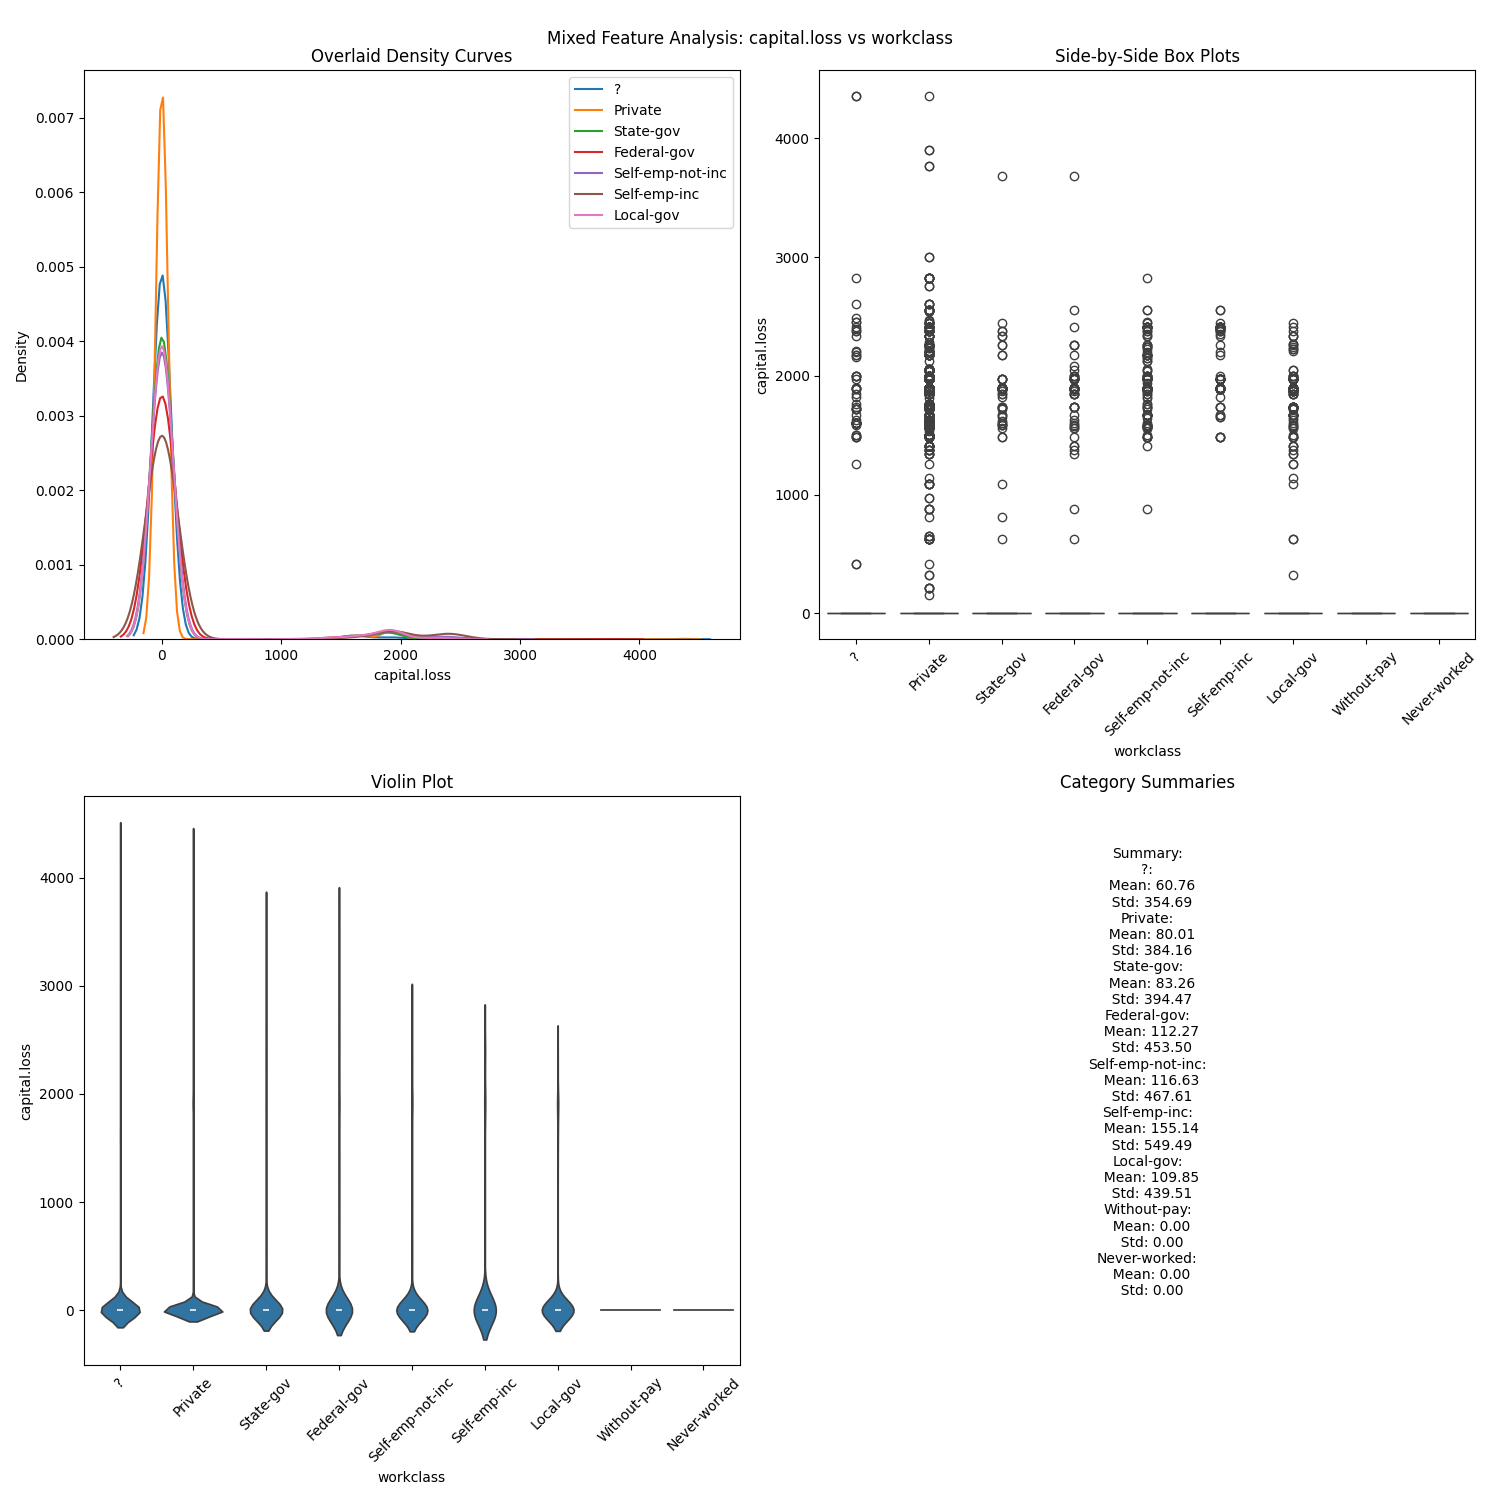 Mixed Feature Analysis: capital.loss vs workclass
Overlaid Density Curves
0.007
0.006
0.005
0.004
0.003
0.002
0.001
0.000
Density
0
1000
2000
3000
4000
capital.loss
?
Private
State-gov
Federal-gov
Self-emp-not-inc
Self-emp-inc
Local-gov
Side-by-Side Box Plots
4000
3000
2000
1000
0
capital.loss
?
Private
State-gov
Federal-gov
Self-emp-not-inc
Self-emp-inc
Local-gov
Without-pay
Never-worked
workclass
Violin Plot
4000
3000
2000
1000
0
capital.loss
?
Private
State-gov
Federal-gov
Self-emp-not-inc
Self-emp-inc
Local-gov
Without-pay
Never-worked
workclass
Category Summaries
Summary:
?:
Mean: 60.76
Std: 354.69
Private:
Mean: 80.01
Std: 384.16
State-gov:
Mean: 83.26
Std: 394.47
Federal-gov:
Mean: 112.27
Std: 453.50
Self-emp-not-inc:
Mean: 116.63
Std: 467.61
Self-emp-inc:
Mean: 155.14
Std: 549.49
Local-gov:
Mean: 109.85
Std: 439.51
Without-pay:
Mean: 0.00
Std: 0.00
Never-worked:
Mean: 0.00
Std: 0.00